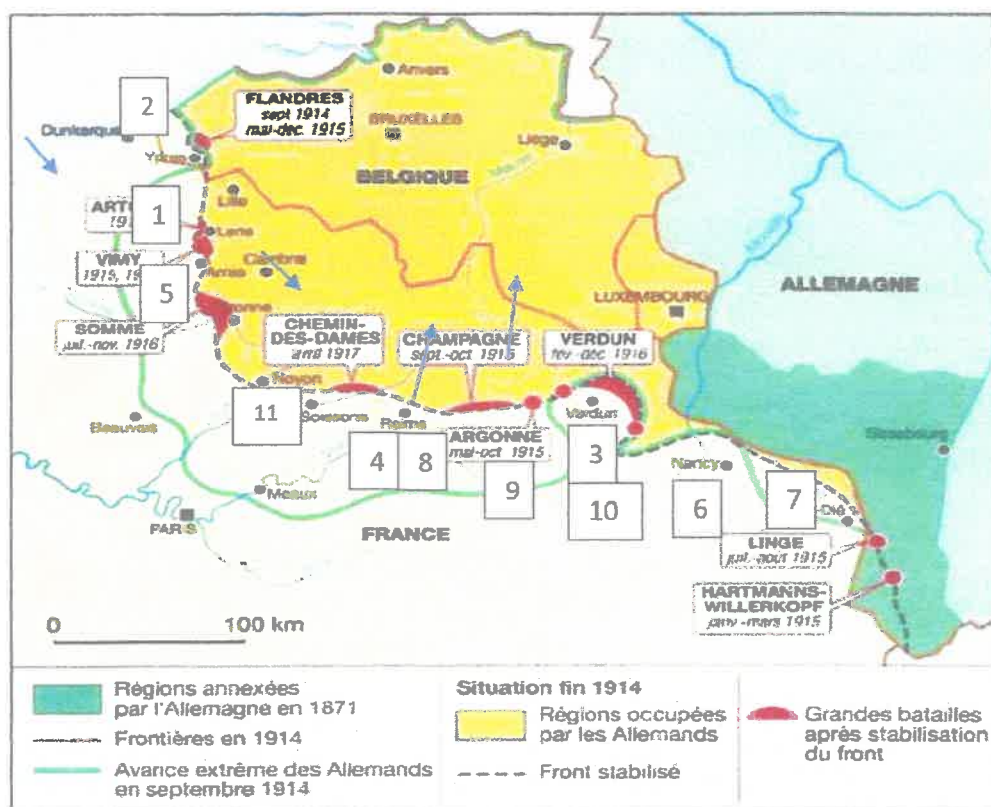 Anvers
2
FLANDRES
sept 1914
mai-dec. 1915
Dunkerque
BRUXELLES
Liège
BELGIQUE
Lille
1
Lens
VIMY
1915
5
SOMME
juil.-nov. 1916
CHEMIN-
DES-DAMES
avril 1917
CHAMPAGNE
sept.-oct. 1915
VERDUN
fév.-déc. 1916
LUXEMBOURG
ALLEMAGNE
Noyon
11
Soissons
Reims
Verdun
Beauvais
4
8
ARGONNE
mai-oct 1915
9
3
10
Nancy
6
7
Dié
Strasbourg
Meaux
PARIS
FRANCE
LINGE
juil.-août 1915
HARTMANNS-
WILLERKOPF
janv-mars 1915
0 100 km
Régions annexées
par l'Allemagne en 1871
Frontières en 1914
Avance extrême des Allemands
en septembre 1914
Situation fin 1914
Régions occupées
par les Allemands
Front stabilisé
Grandes batailles
après stabilisation
du front